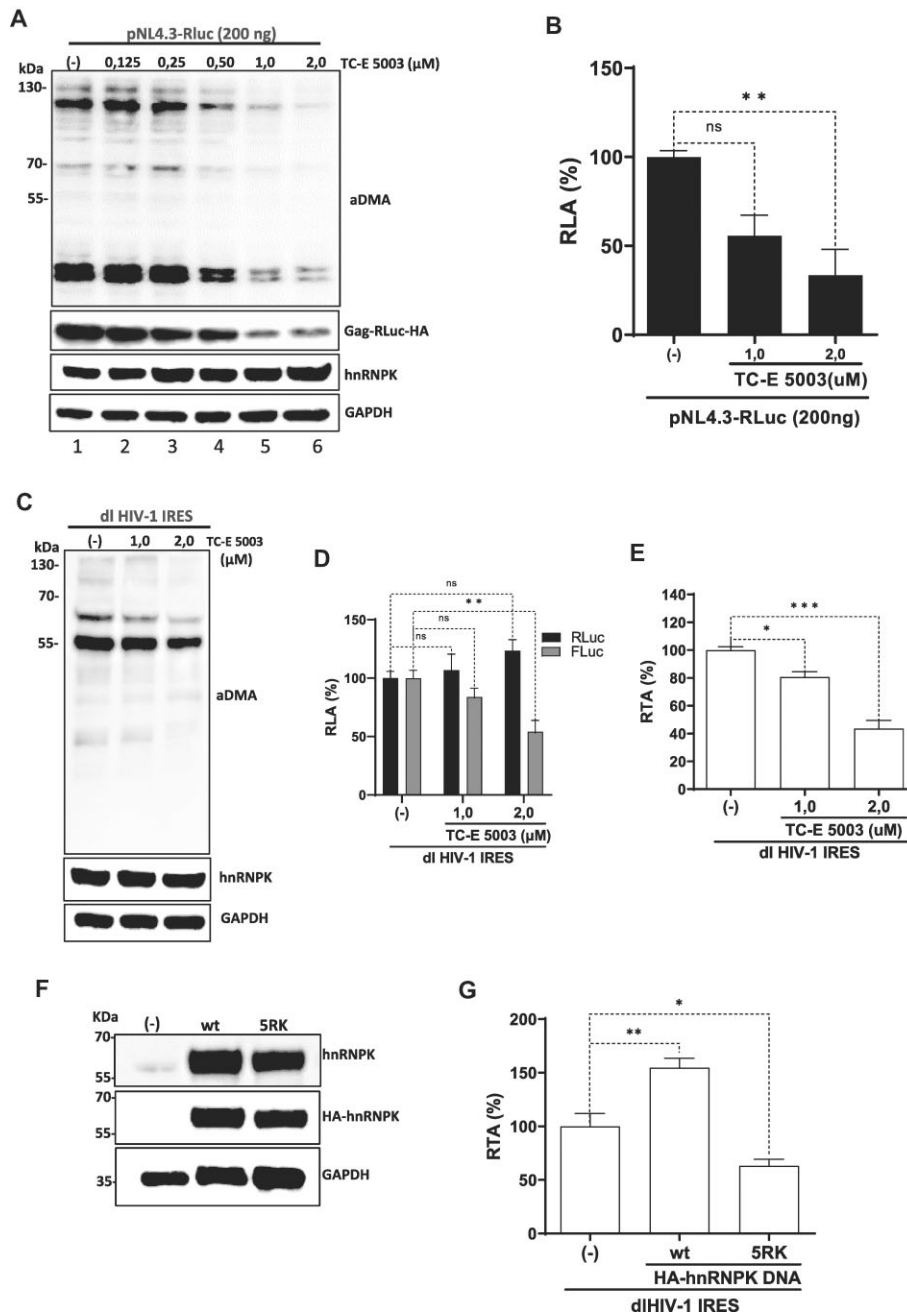 A
pNL4.3-Rluc (200 ng)
kDa (-) 0,125 0,25 0,50 1,0 2,0 TC-E 5003 (µM)
130-
70-
55-
aDMA
Gag-RLuc-HA
hnRNPK
GAPDH
1 2 3 4 5 6
B
RLA (%)
150
100
50
0
ns
* *
(-) 1,0 2,0
TC-E 5003(uM)
pNL4.3-RLuc (200ng)
C
dl HIV-1 IRES
kDa (-) 1,0 2,0 TC-E 5003
(µM)
130-
70-
55-
aDMA
hnRNPK
GAPDH
D
RLA (%)
150
100
50
0
ns
* *
ns
ns
RLuc
FLuc
(-) 1,0 2,0
TC-E 5003 (µM)
dl HIV-1 IRES
E
RTA (%)
140
120
100
80
60
40
20
0
* * *
*
(-) 1,0 2,0
TC-E 5003 (uM)
dl HIV-1 IRES
F
KDa (-) wt 5RK
70-
55-
hnRNPK
70-
55-
HA-hnRNPK
35-
GAPDH
G
RTA (%)
200
150
100
50
0
*
**
(-) wt 5RK
HA-hnRNPK DNA
dlHIV-1 IRES